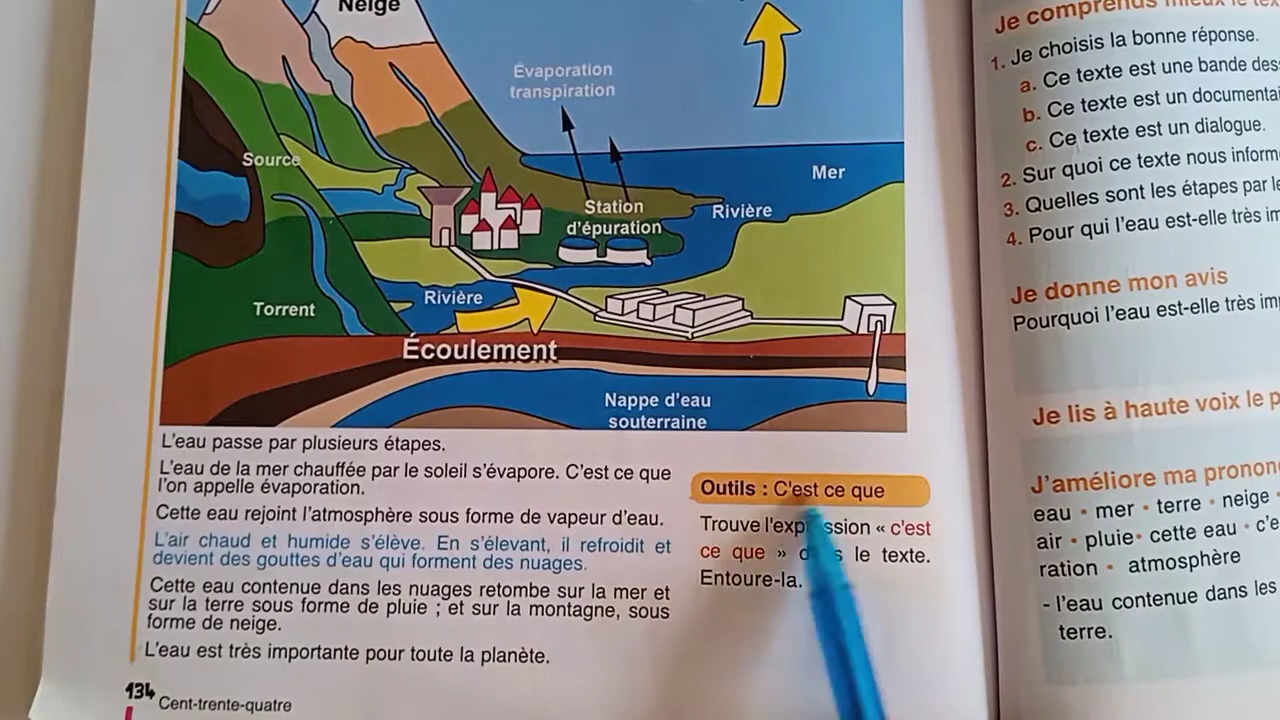 Neige
Évaporation
transpiration
Source
Mer
Station
d'épuration
Rivière
Rivière
Torrent
Écoulement
Nappe d'eau
souterraine
L'eau passe par plusieurs étapes.
L'eau de la mer chauffée par le soleil s'évapore. C'est ce que
l'on appelle évaporation.
Cette eau rejoint l'atmosphère sous forme de vapeur d'eau.
L'air chaud et humide s'élève. En s'élevant, il refroidit et
devient des gouttes d'eau qui forment des nuages.
Cette eau contenue dans les nuages retombe sur la mer et
sur la terre sous forme de pluie ; et sur la montagne, sous
forme de neige.
L'eau est très importante pour toute la planète.
134
Cent-trente-quatre
Outils : C'est ce que
Trouve l'expression « c'est
ce que » dans le texte.
Entoure-la.
Je comprends mieux le
1. Je choisis la bonne réponse.
a. Ce texte est une bande
b. Ce texte est un
c. Ce texte est un dialogue.
2. Sur quoi ce texte nous
3. Quelles sont les étapes par
4. Pour qui l'eau est-elle très
Je donne mon avis
Pourquoi l'eau est-elle très
Je lis à haute voix le
J'améliore ma
eau • mer • terre • neige •
air • pluie • cette eau •
ration • atmosphère
- l'eau contenue dans les
terre.